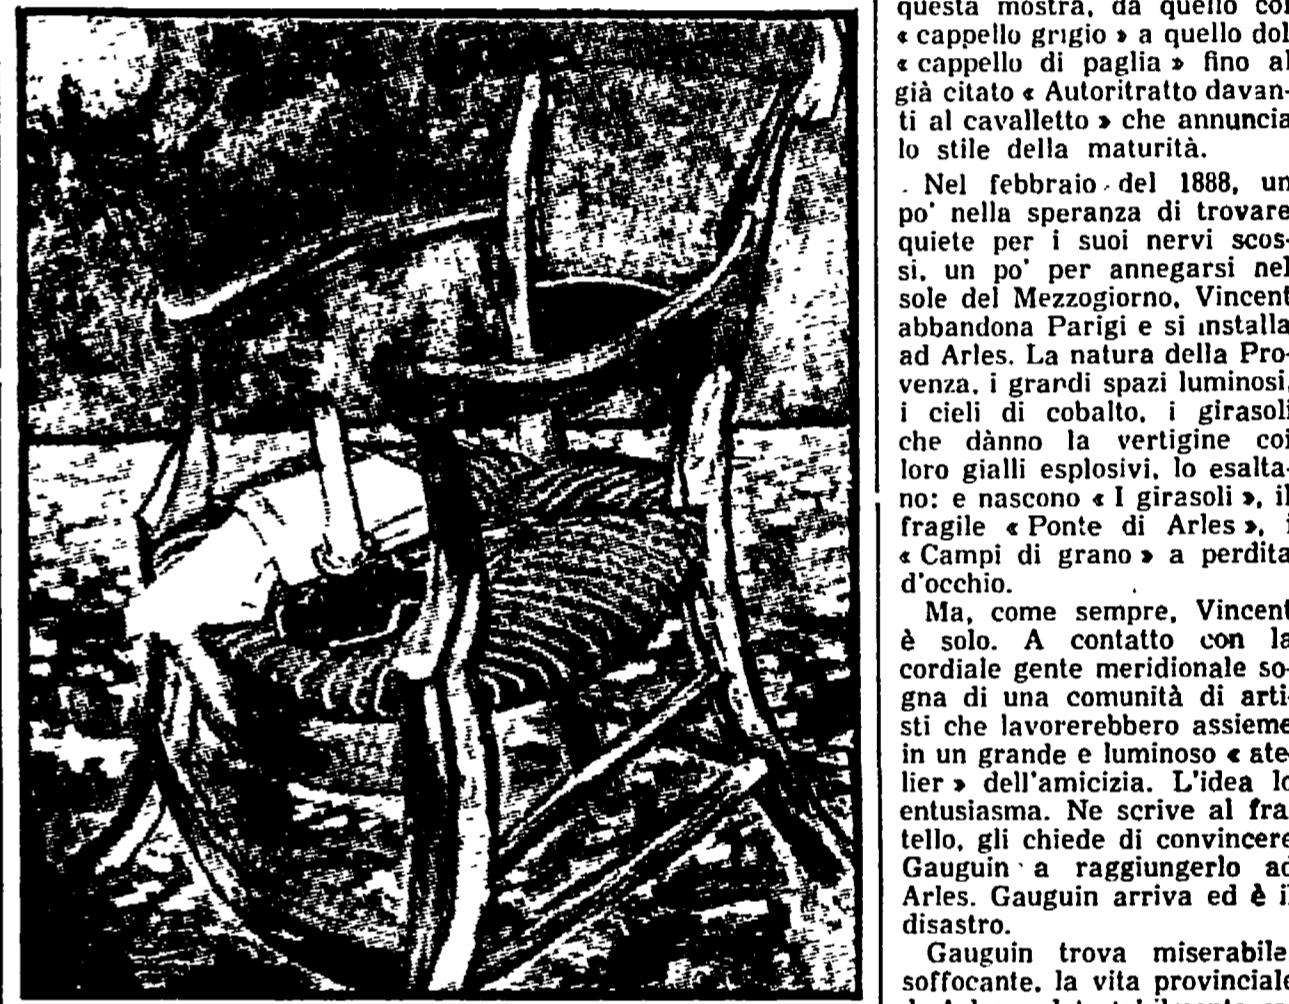 questa mostra, da quello col
« cappello grigio » a quello dol
« cappello di paglia » fino al
già citato « Autoritratto davan-
ti al cavalletto » che annuncia
lo stile della maturità.
Nel febbraio del 1888, un
po' nella speranza di trovare
quiete per i suoi nervi scos-
si, un po' per annegarsi nel
sole del Mezzogiorno, Vincent
abbandona Parigi e si installa
ad Arles. La natura della Pro-
venza, i grandi spazi luminosi,
i cieli di cobalto, i girasoli
che dànno la vertigine coi
loro gialli esplosivi, lo esalta-
no: e nascono « I girasoli », il
fragile « Ponte di Arles », i
« Campi di grano » a perdita
d'occhio.
Ma, come sempre, Vincent
è solo. A contatto con la
cordiale gente meridionale so-
gna di una comunità di arti-
sti che lavorerebbero assieme
in un grande e luminoso « ate-
lier » dell'amicizia. L'idea lo
entusiasma. Ne scrive al fra-
tello, gli chiede di convincere
Gauguin a raggiungerlo ad
Arles. Gauguin arriva ed è il
disastro.
Gauguin trova miserabile,
soffocante, la vita provinciale